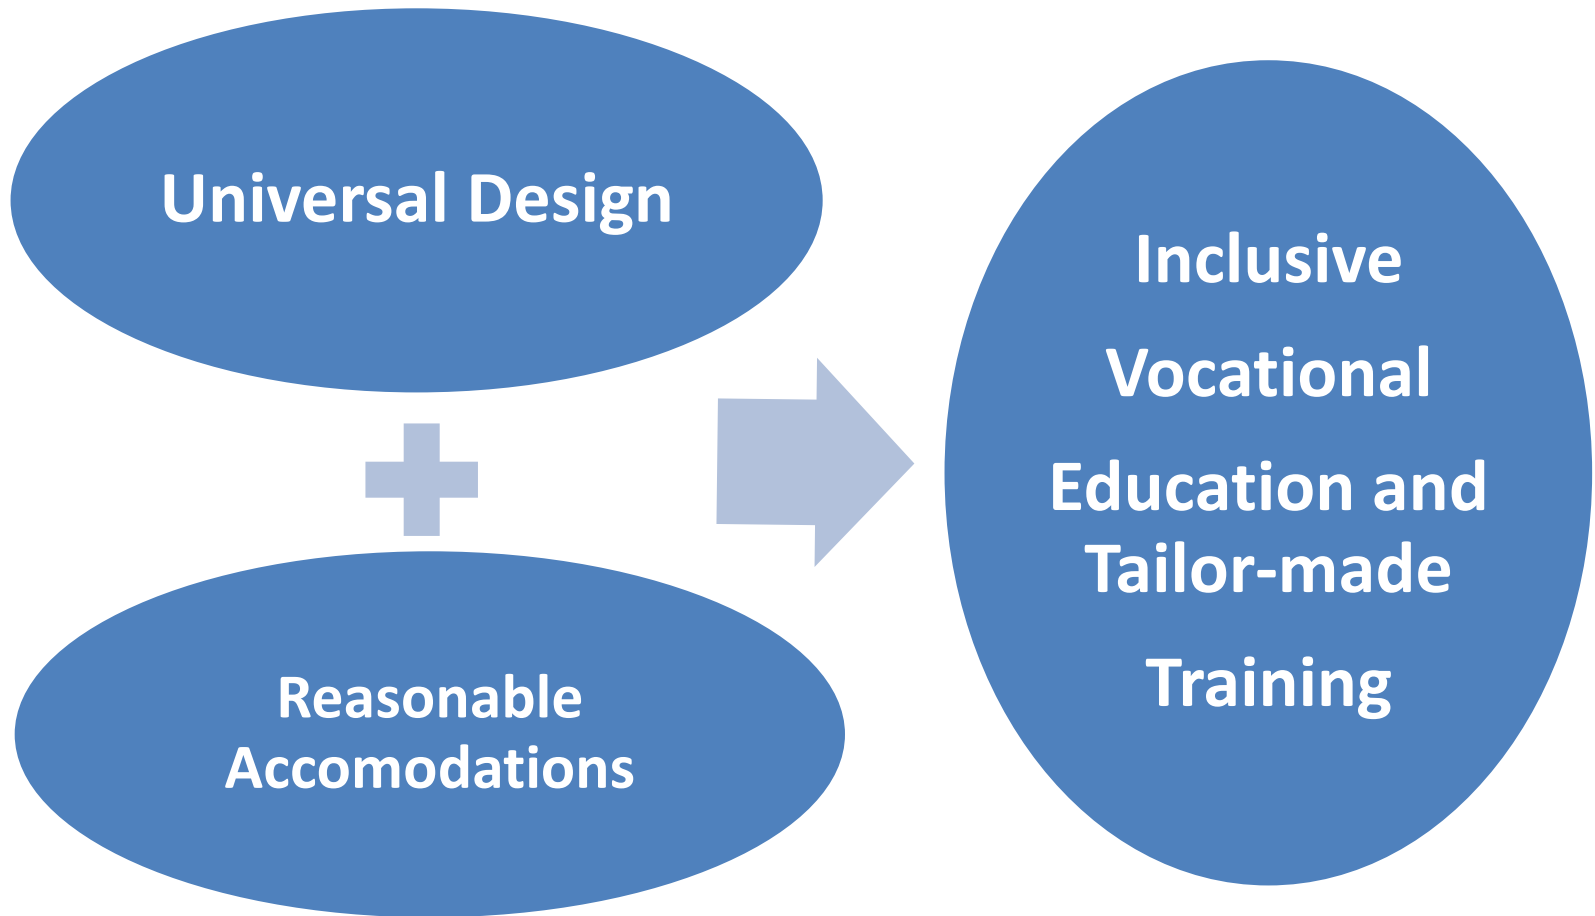 Universal Design
Reasonable
Accomodations
Inclusive
Vocational
Education and
Tailor-made
Training